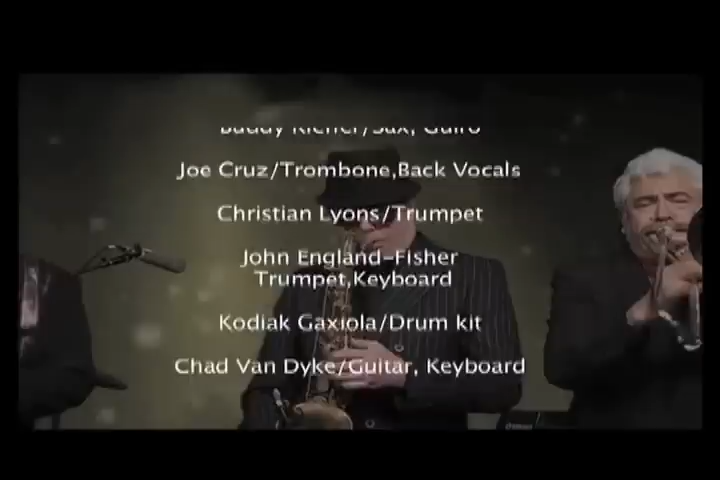 Joe Cruz/Trombone,Back Vocals
Christian Lyons/Trumpet
John England-Fisher
Trumpet,Keyboard
Kodiak Gaxiola/Drum kit
Chad Van Dyke/Guitar, Keyboard